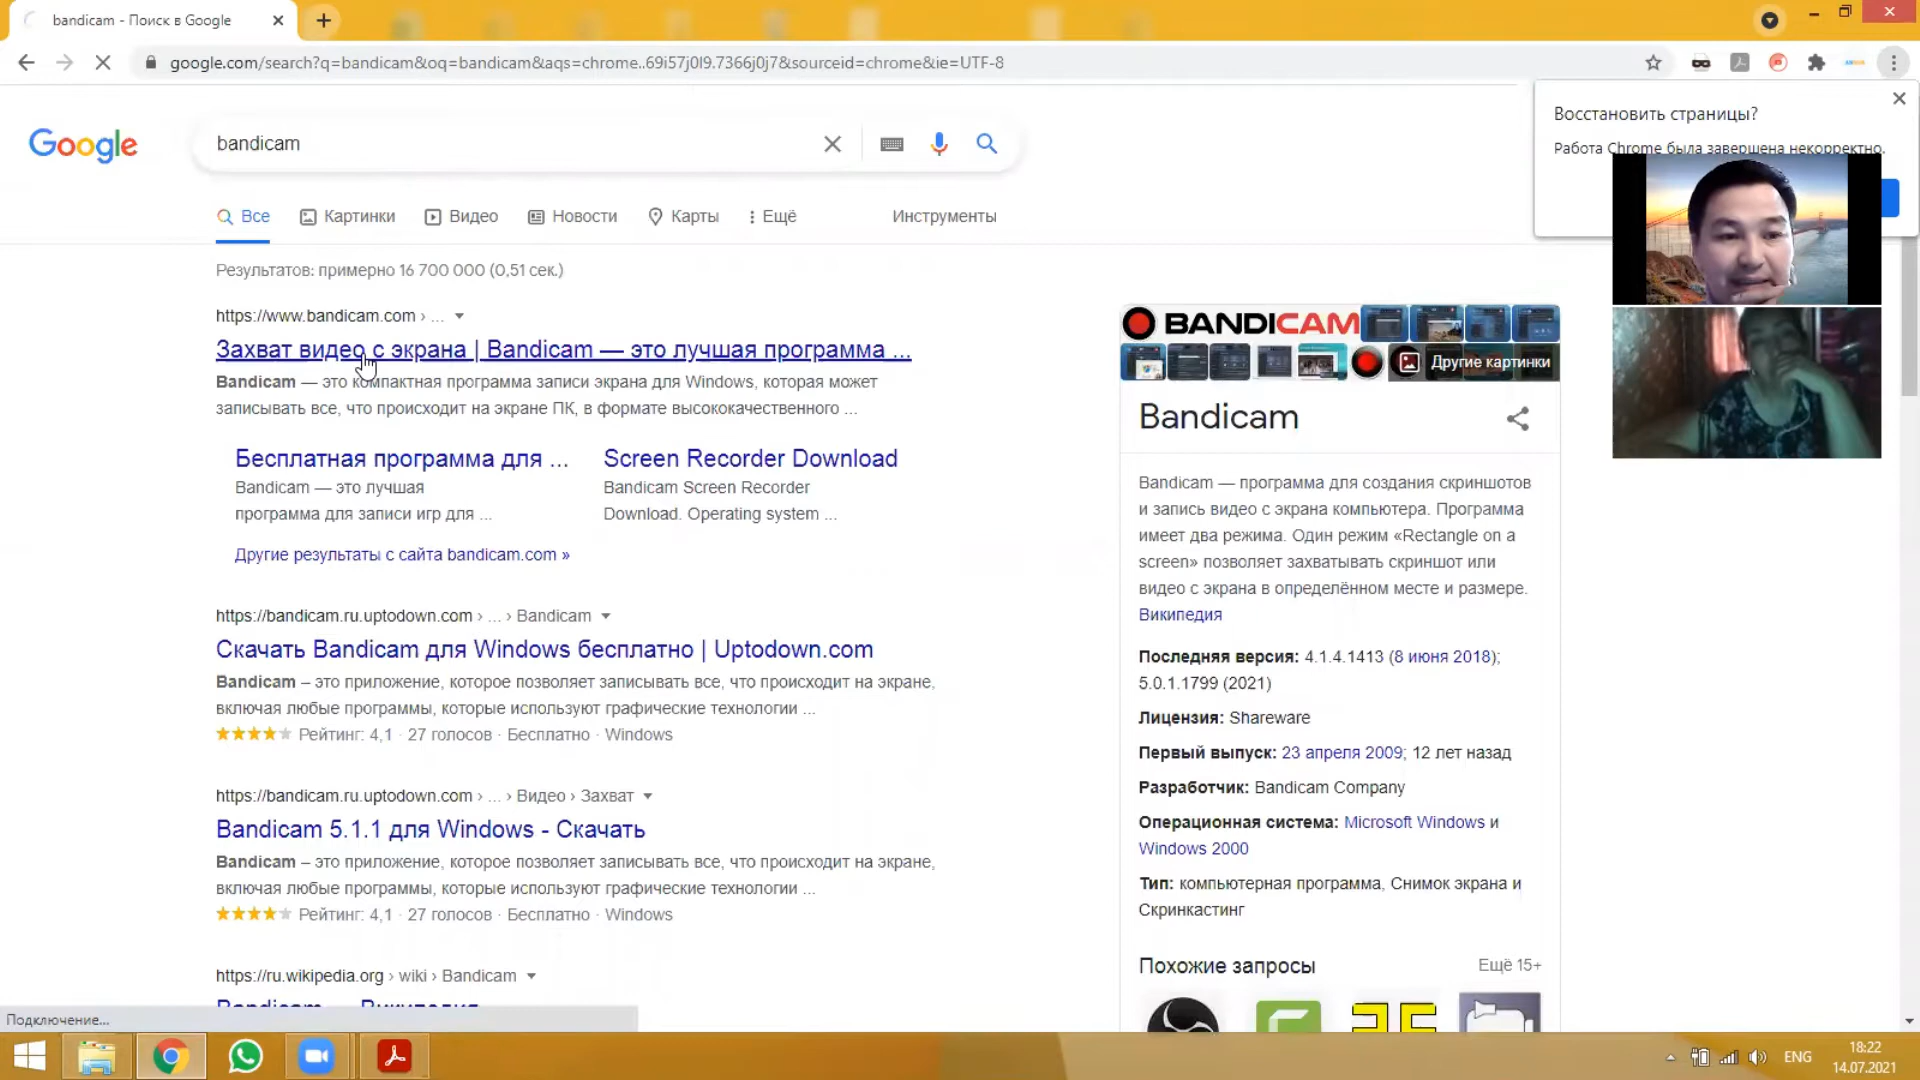 bandicam - Поиск в Google
google.com/search?q=bandicam&oq=bandicam&aqs=chrome..69i57j0l9.7366j0j7&sourceid=chrome&ie=UTF-8
Восстановить страницы?
Работа Chrome была завершена некорректно.
Google
bandicam
Все
Картинки
Видео
Новости
Карты
Ещё
Инструменты
Результатов: примерно 16 700 000 (0,51 сек.)
https://www.bandicam.com › ...
Захват видео с экрана | Bandicam — это лучшая программа ...
Bandicam — это компактная программа записи экрана для Windows, которая может
записывать все, что происходит на экране ПК, в формате высококачественного ...
Бесплатная программа для ...
Bandicam — это лучшая
программа для записи игр для ...
Screen Recorder Download
Bandicam Screen Recorder
Download. Operating system ...
Другие результаты с сайта bandicam.com »
https://bandicam.ru.uptodown.com › ... › Bandicam
Скачать Bandicam для Windows бесплатно | Uptodown.com
Bandicam – это приложение, которое позволяет записывать все, что происходит на экране,
включая любые программы, которые используют графические технологии ...
Рейтинг: 4,1 · 27 голосов · Бесплатно · Windows
https://bandicam.ru.uptodown.com › ... › Видео › Захват
Bandicam 5.1.1 для Windows - Скачать
Bandicam – это приложение, которое позволяет записывать все, что происходит на экране,
включая любые программы, которые используют графические технологии ...
Рейтинг: 4,1 · 27 голосов · Бесплатно · Windows
https://ru.wikipedia.org › wiki › Bandicam
Bandicam — Википедия
BANDICAM
Другие картинки
Bandicam
Bandicam — программа для создания скриншотов
и запись видео с экрана компьютера. Программа
имеет два режима. Один режим «Rectangle on a
screen» позволяет захватывать скриншот или
видео с экрана в определённом месте и размере.
Википедия
Последняя версия: 4.1.4.1413 (8 июня 2018);
5.0.1.1799 (2021)
Лицензия: Shareware
Первый выпуск: 23 апреля 2009; 12 лет назад
Разработчик: Bandicam Company
Операционная система: Microsoft Windows и
Windows 2000
Тип: компьютерная программа, Снимок экрана и
Скринкастинг
Похожие запросы
Ещё 15+
Подключение...
ENG
18:22
14.07.2021